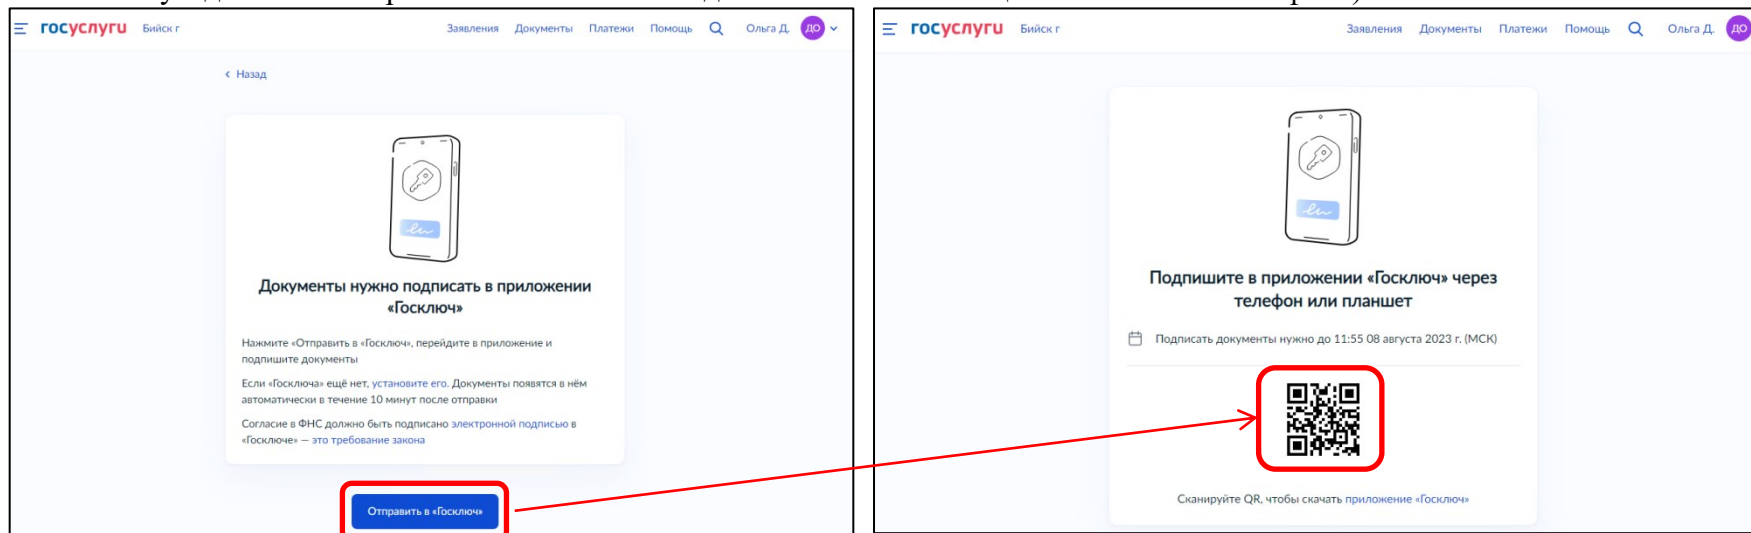 госуслуги Бийск г Заявления Документы Платежи Помощь Ольга Д. ДО
Назад
Документы нужно подписать в приложении
«Госключ»
Нажмите «Отправить в «Госключ», перейдите в приложение и
подпишите документы
Если «Госключа» ещё нет, установите его. Документы появятся в нём
автоматически в течение 10 минут после отправки
Согласие в ФНС должно быть подписано электронной подписью в
«Госключе» — это требование закона
Отправить в «Госключ»
госуслуги Бийск г Заявления Документы Платежи Помощь Ольга Д. ДО
Подпишите в приложении «Госключ» через
телефон или планшет
Подписать документы нужно до 11:55 08 августа 2023 г. (МСК)
Сканируйте QR, чтобы скачать приложение «Госключ»